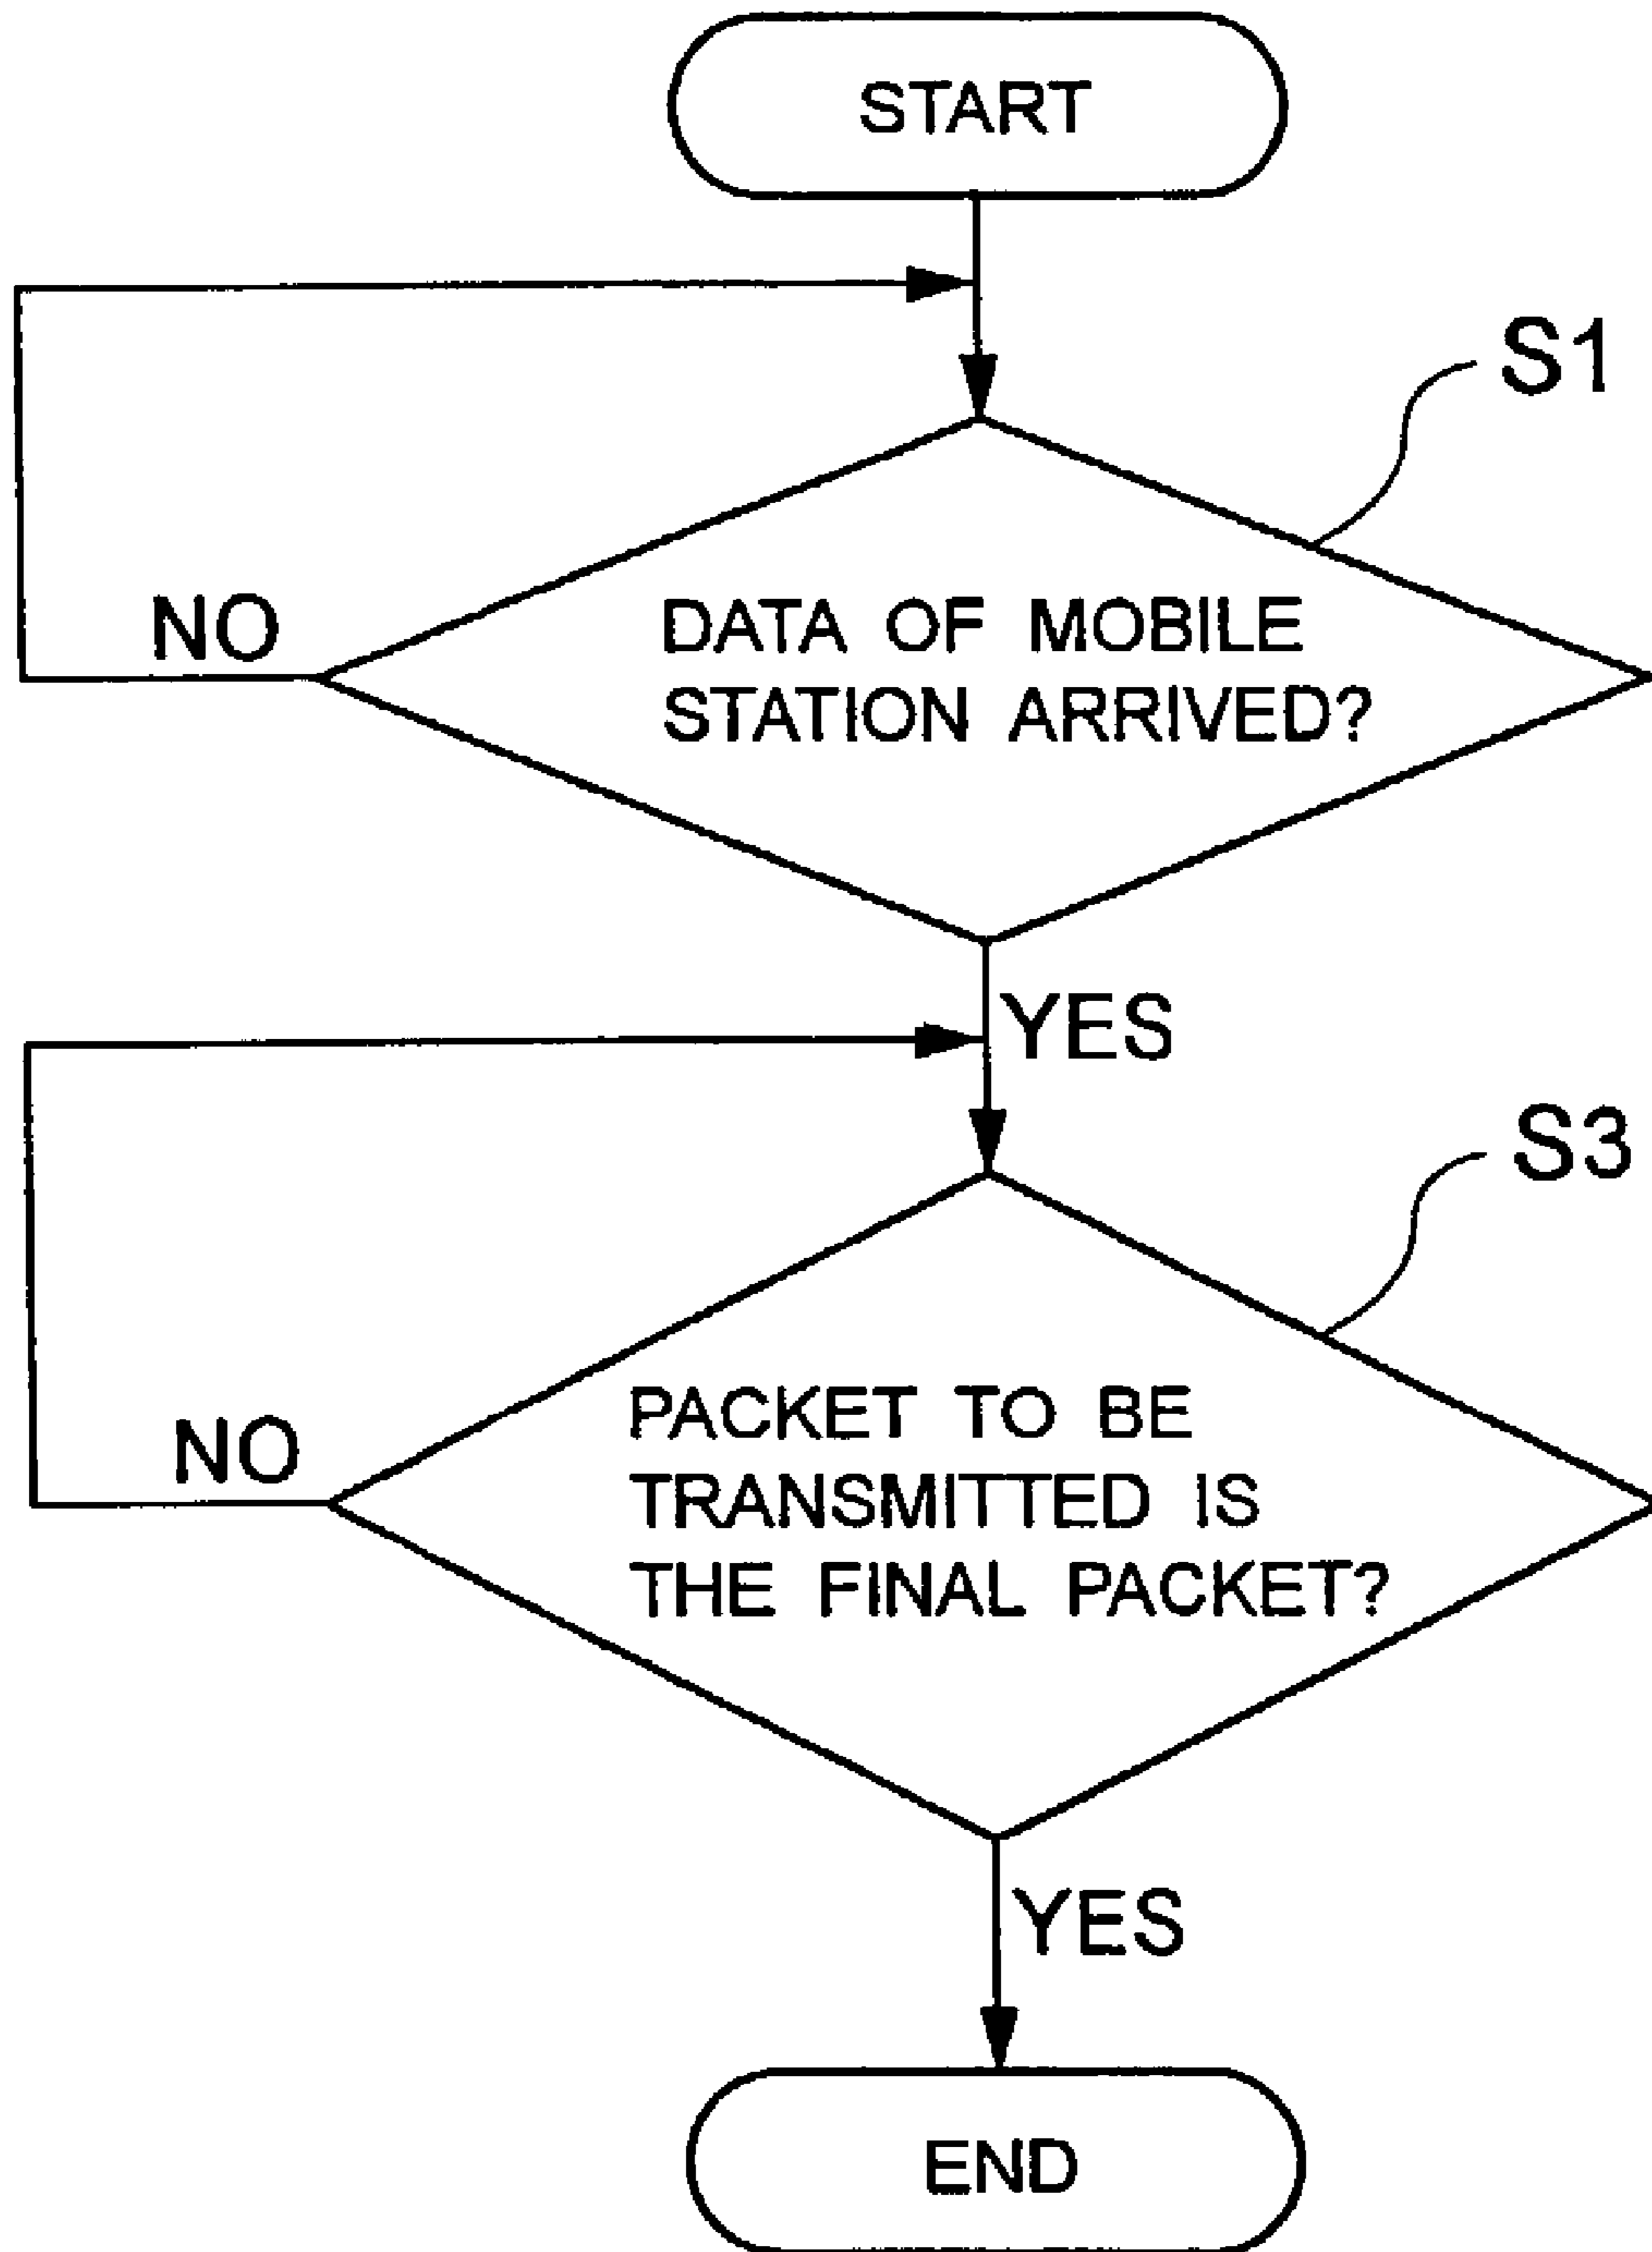 START
S1
NO
DATA OF MOBILE
STATION ARRIVED?
YES
S3
NO
PACKET TO BE
TRANSMITTED IS
THE FINAL PACKET?
YES
END